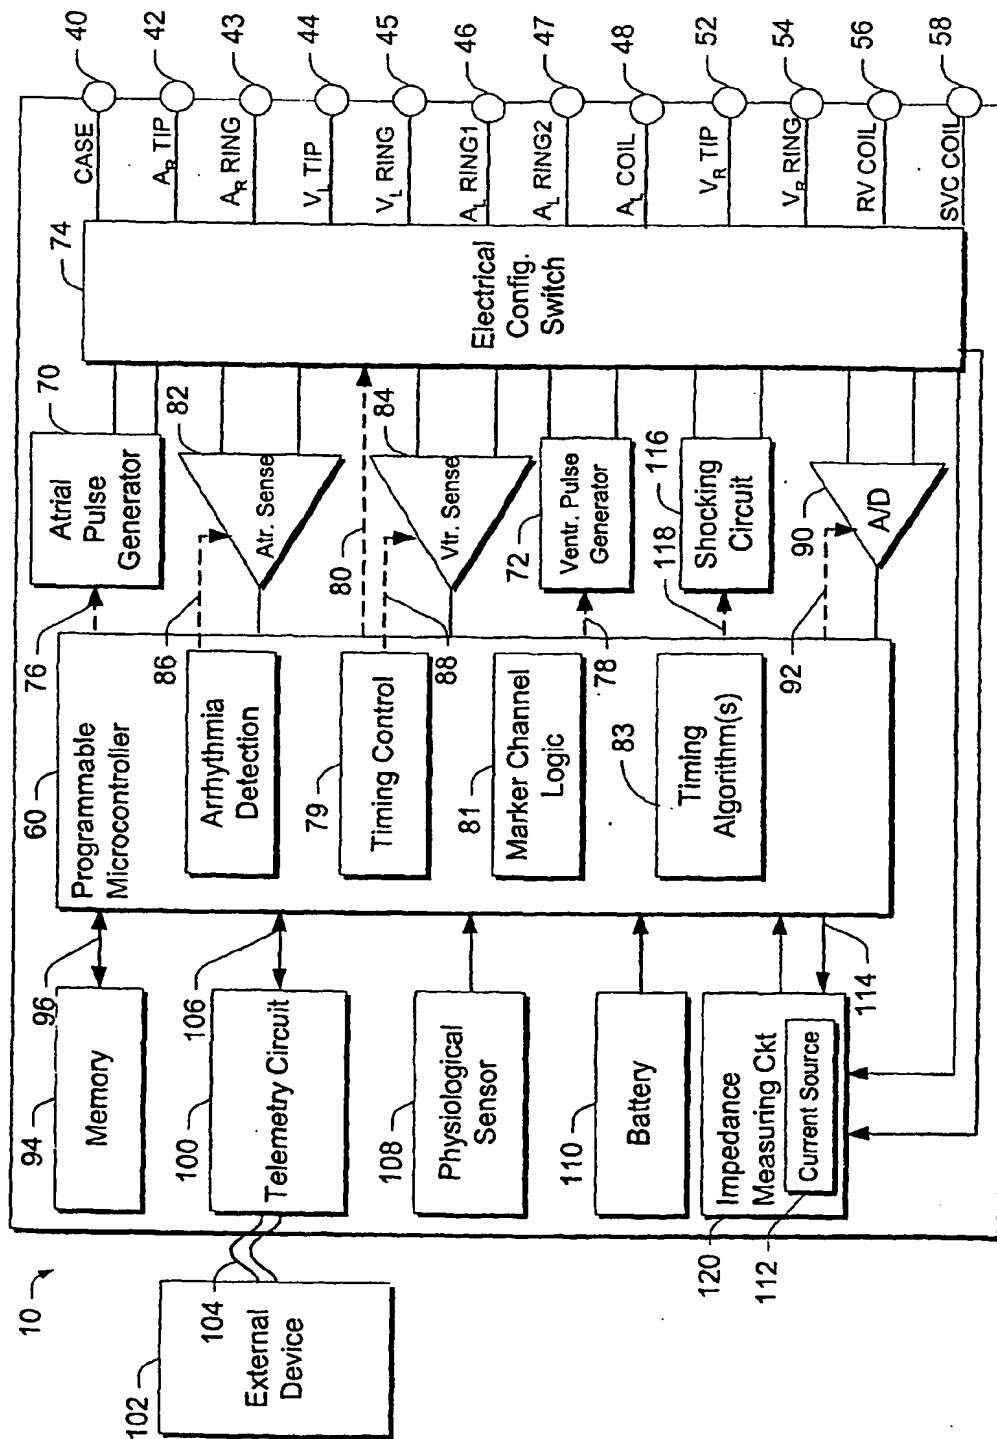 10
102
External
Device
104
94
Memory
96
100
Telemetry Circuit
106
108
Physiological
Sensor
110
Battery
120
Impedance
Measuring Ckt
Current Source
112
114
60
Programmable
Microcontroller
Arrhythmia
Detection
79
Timing Control
81
Marker Channel
Logic
83
Timing
Algorithm(s)
76
86
80
88
78
118
92
70
Atrial
Pulse
Generator
82
Atr. Sense
84
Vtr. Sense
72
Ventr. Pulse
Generator
116
Shocking
Circuit
90
A/D
74
Electrical
Config.
Switch
CASE
40
A_R TIP
42
A_R RING
43
V_L TIP
44
V_L RING
45
A_L RING1
46
A_L RING2
47
A_L COIL
48
V_R TIP
52
V_R RING
54
RV COIL
56
SVC COIL
58